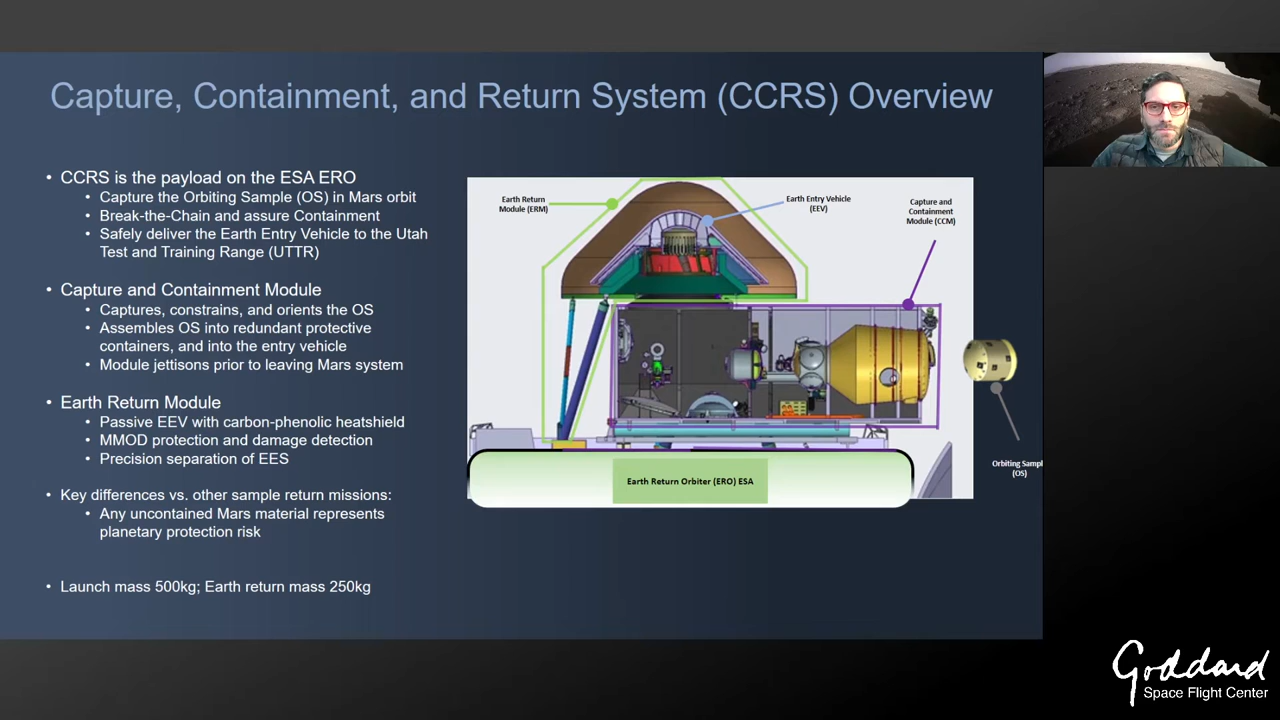 Capture, Containment, and Return System (CCRS) Overview
• CCRS is the payload on the ESA ERO
• Capture the Orbiting Sample (OS) in Mars orbit
• Break-the-Chain and assure Containment
• Safely deliver the Earth Entry Vehicle to the Utah
Test and Training Range (UTTR)
• Capture and Containment Module
• Captures, constrains, and orients the OS
• Assembles OS into redundant protective
containers, and into the entry vehicle
• Module jettisons prior to leaving Mars system
• Earth Return Module
• Passive EEV with carbon-phenolic heatshield
• MMOD protection and damage detection
• Precision separation of EES
• Key differences vs. other sample return missions:
• Any uncontained Mars material represents
planetary protection risk
• Launch mass 500kg; Earth return mass 250kg
Earth Return
Module (ERM)
Earth Entry Vehicle
(EEV)
Capture and
Containment
Module (CCM)
Orbiting Sampl
(OS)
Earth Return Orbiter (ERO) ESA
Goddard
Space Flight Center